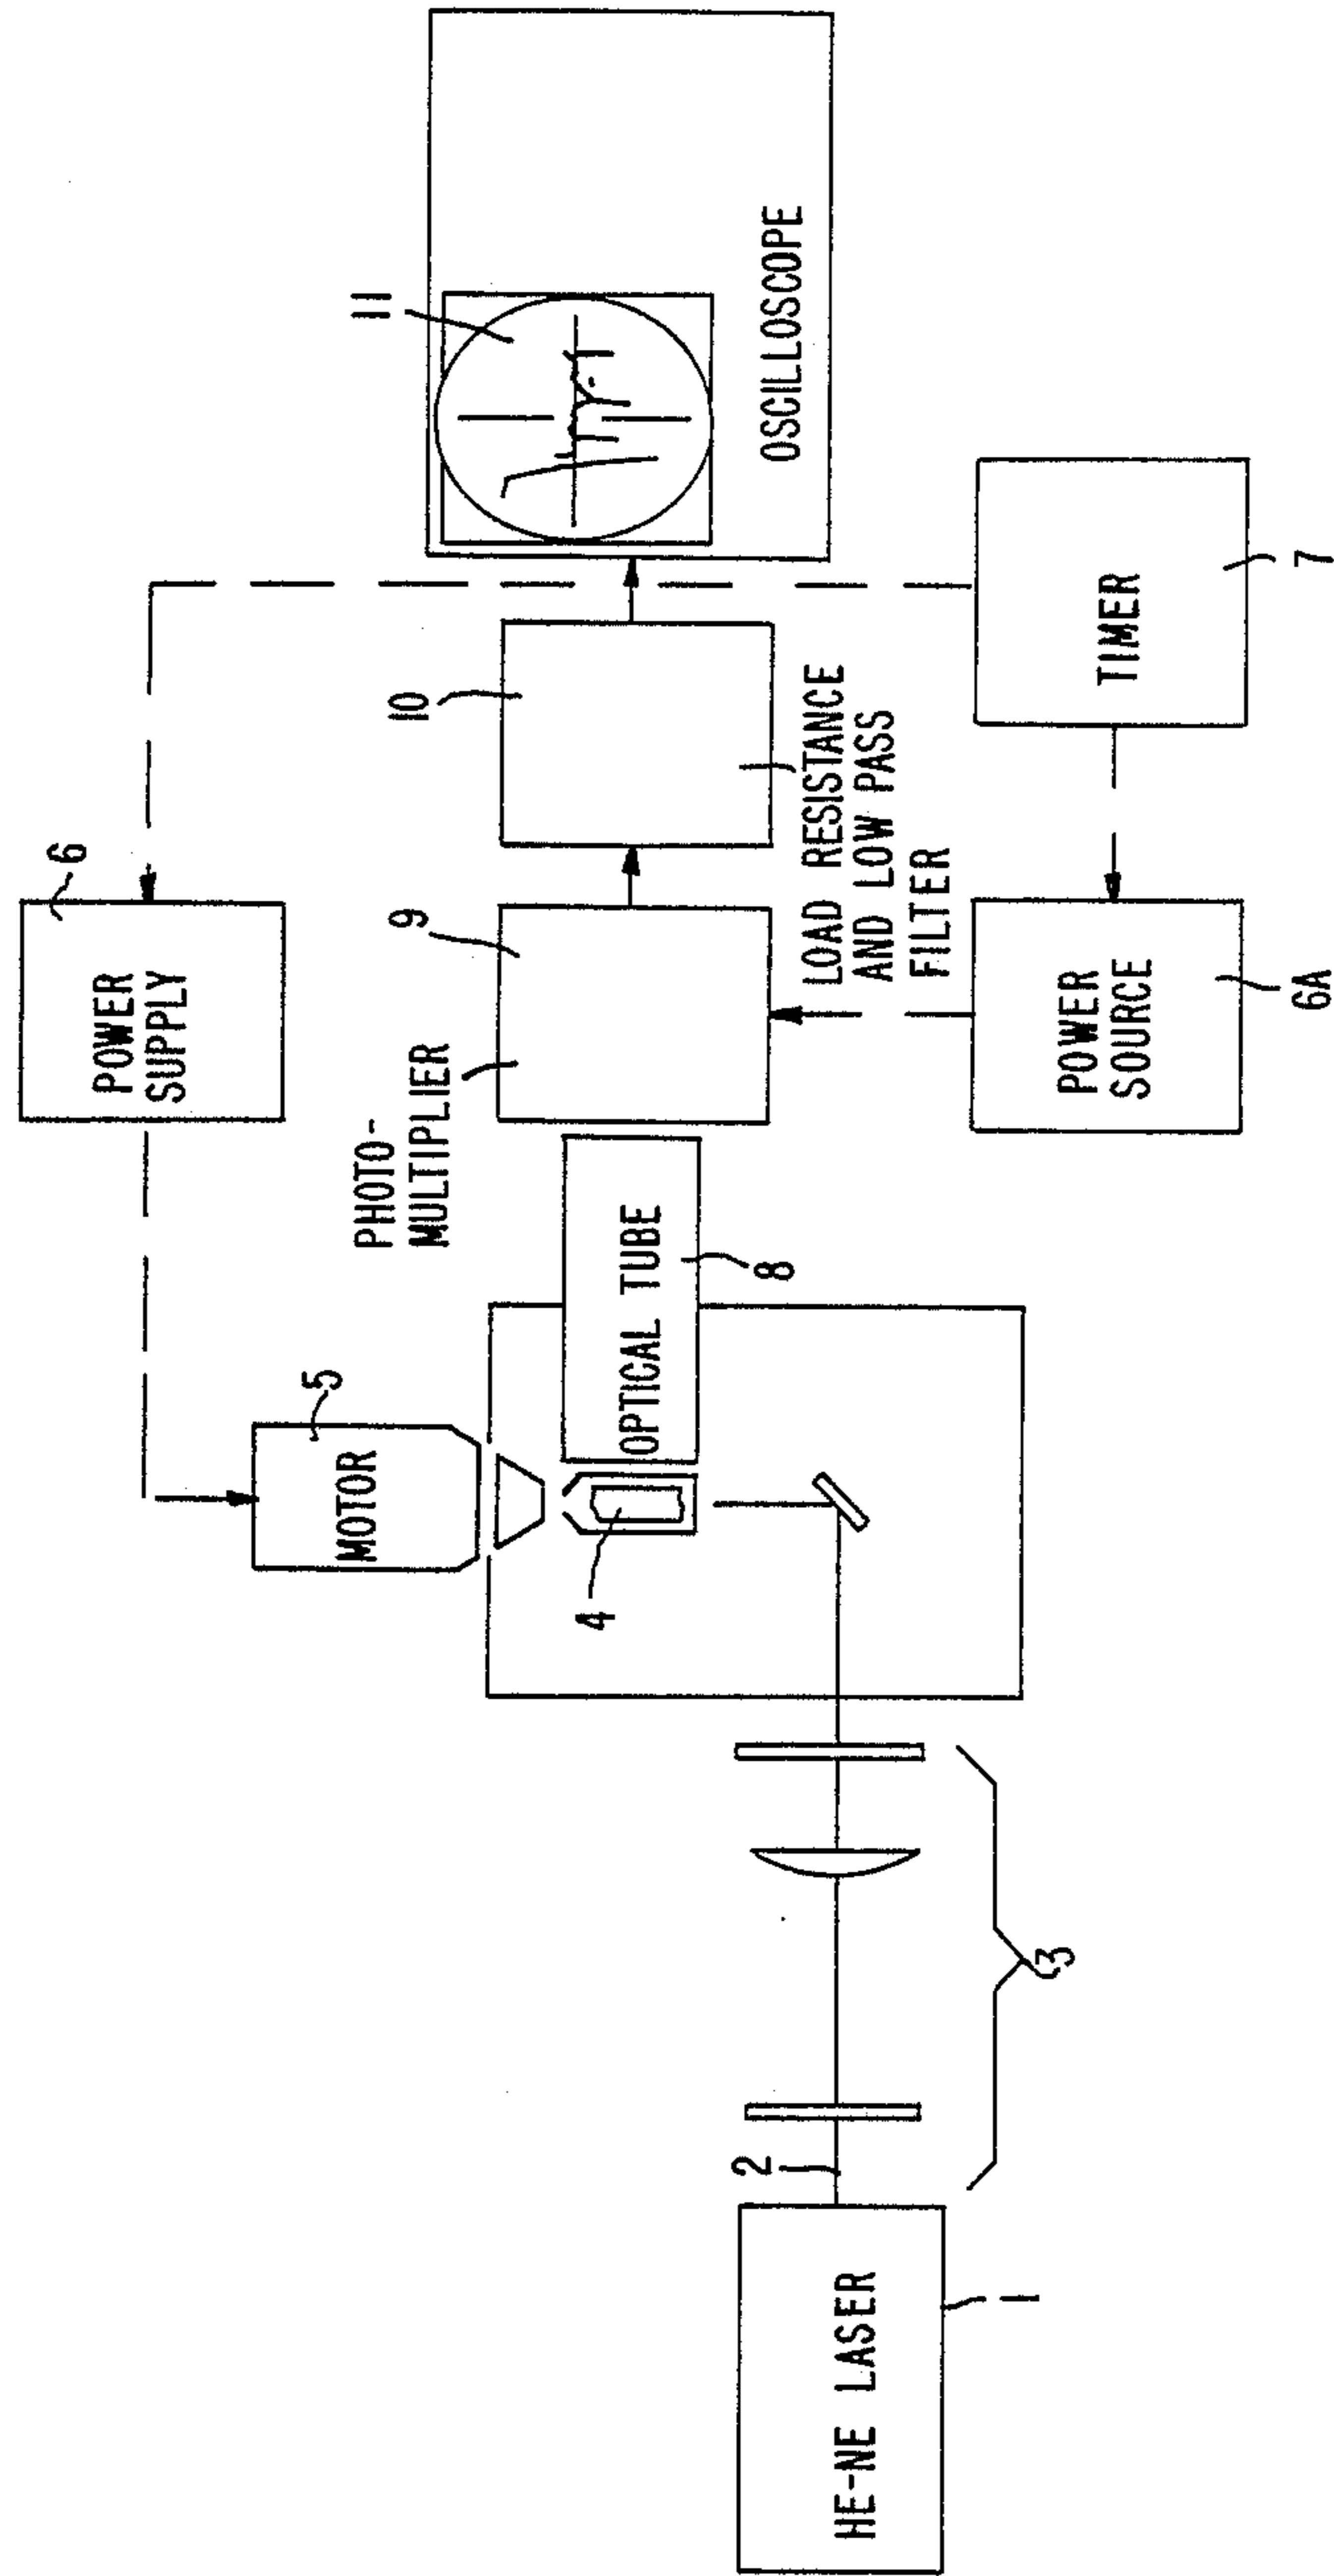 6
POWER
SUPPLY
5
MOTOR
PHOTO-
MULTIPLIER
9
10
11
OSCILLOSCOPE
4
OPTICAL TUBE
8
LOAD RESISTANCE
AND LOW PASS
FILTER
2
HE-NE LASER
1
3
POWER
SOURCE
6A
TIMER
7